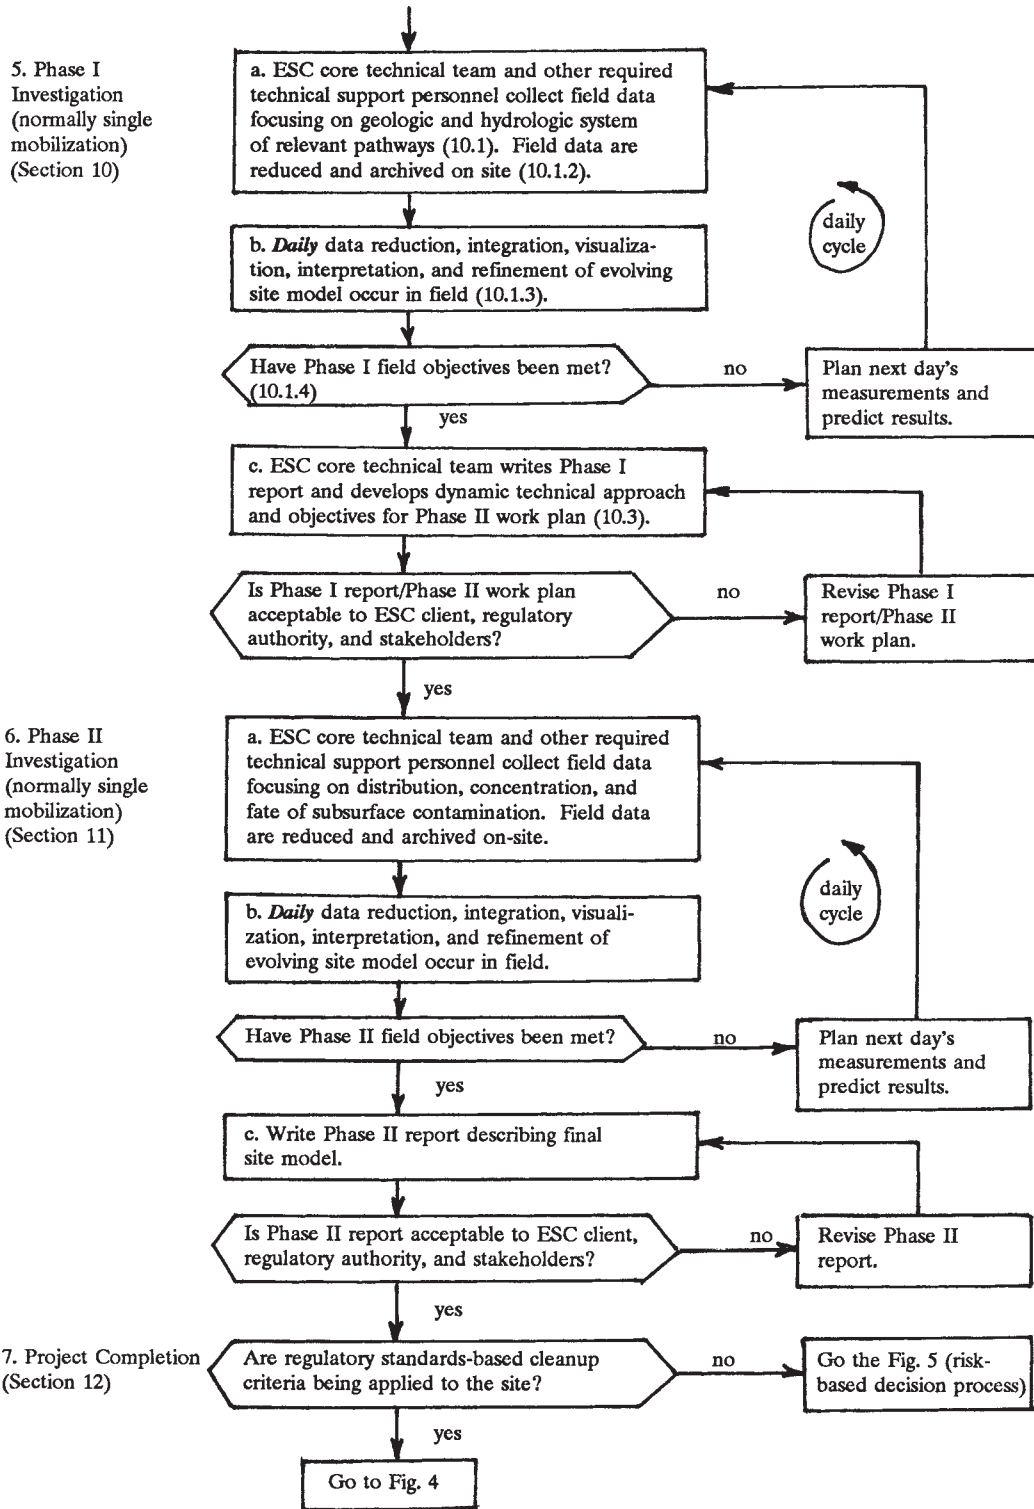 5. Phase I
Investigation
(normally single
mobilization)
(Section 10)
a. ESC core technical team and other required
technical support personnel collect field data
focusing on geologic and hydrologic system
of relevant pathways (10.1). Field data are
reduced and archived on site (10.1.2).
daily
cycle
b. Daily data reduction, integration, visualiza-
tion, interpretation, and refinement of evolving
site model occur in field (10.1.3).
Have Phase I field objectives been met?
(10.1.4)
no
Plan next day's
measurements and
predict results.
yes
c. ESC core technical team writes Phase I
report and develops dynamic technical approach
and objectives for Phase II work plan (10.3).
Is Phase I report/Phase II work plan
acceptable to ESC client, regulatory
authority, and stakeholders?
no
Revise Phase I
report/Phase II
work plan.
yes
6. Phase II
Investigation
(normally single
mobilization)
(Section 11)
a. ESC core technical team and other required
technical support personnel collect field data
focusing on distribution, concentration, and
fate of subsurface contamination. Field data
are reduced and archived on-site.
daily
cycle
b. Daily data reduction, integration, visuali-
zation, interpretation, and refinement of
evolving site model occur in field.
Have Phase II field objectives been met?
no
Plan next day's
measurements and
predict results.
yes
c. Write Phase II report describing final
site model.
Is Phase II report acceptable to ESC client,
regulatory authority, and stakeholders?
no
Revise Phase II
report.
yes
7. Project Completion
(Section 12)
Are regulatory standards-based cleanup
criteria being applied to the site?
no
Go the Fig. 5 (risk-
based decision process)
yes
Go to Fig. 4